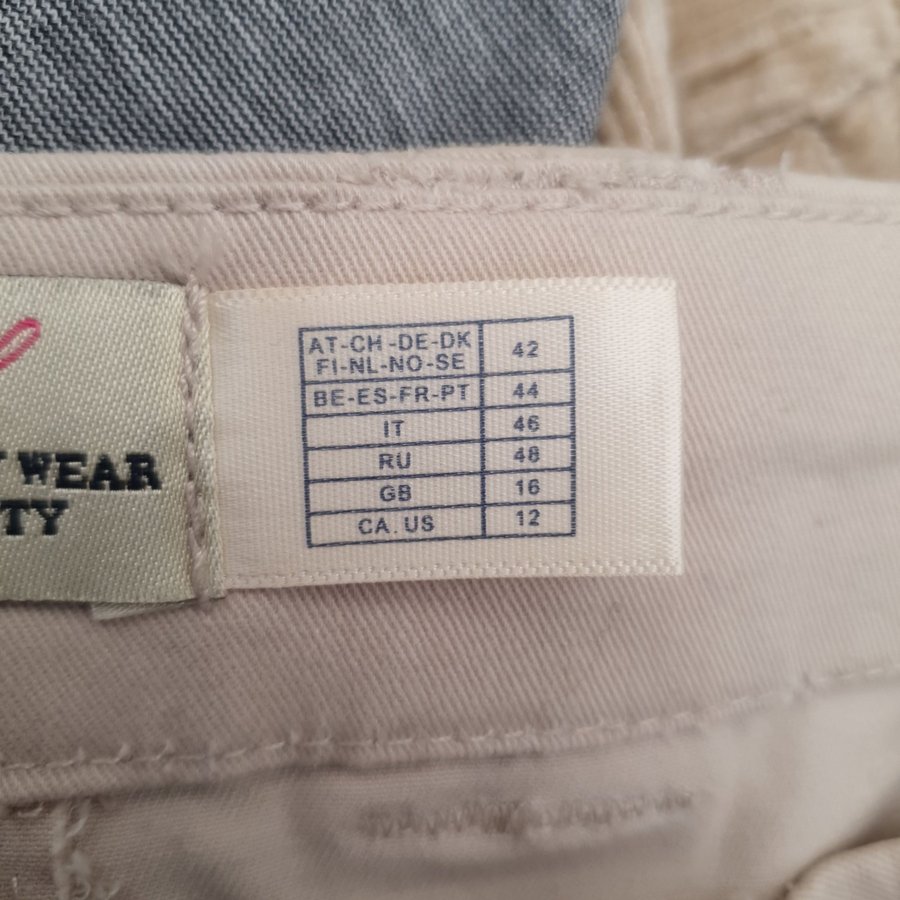 WEAR
TY
AT-CH-DE-DK 42
FI-NL-NO-SE
BE-ES-FR-PT 44
IT 46
RU 48
GB 16
CA. US 12